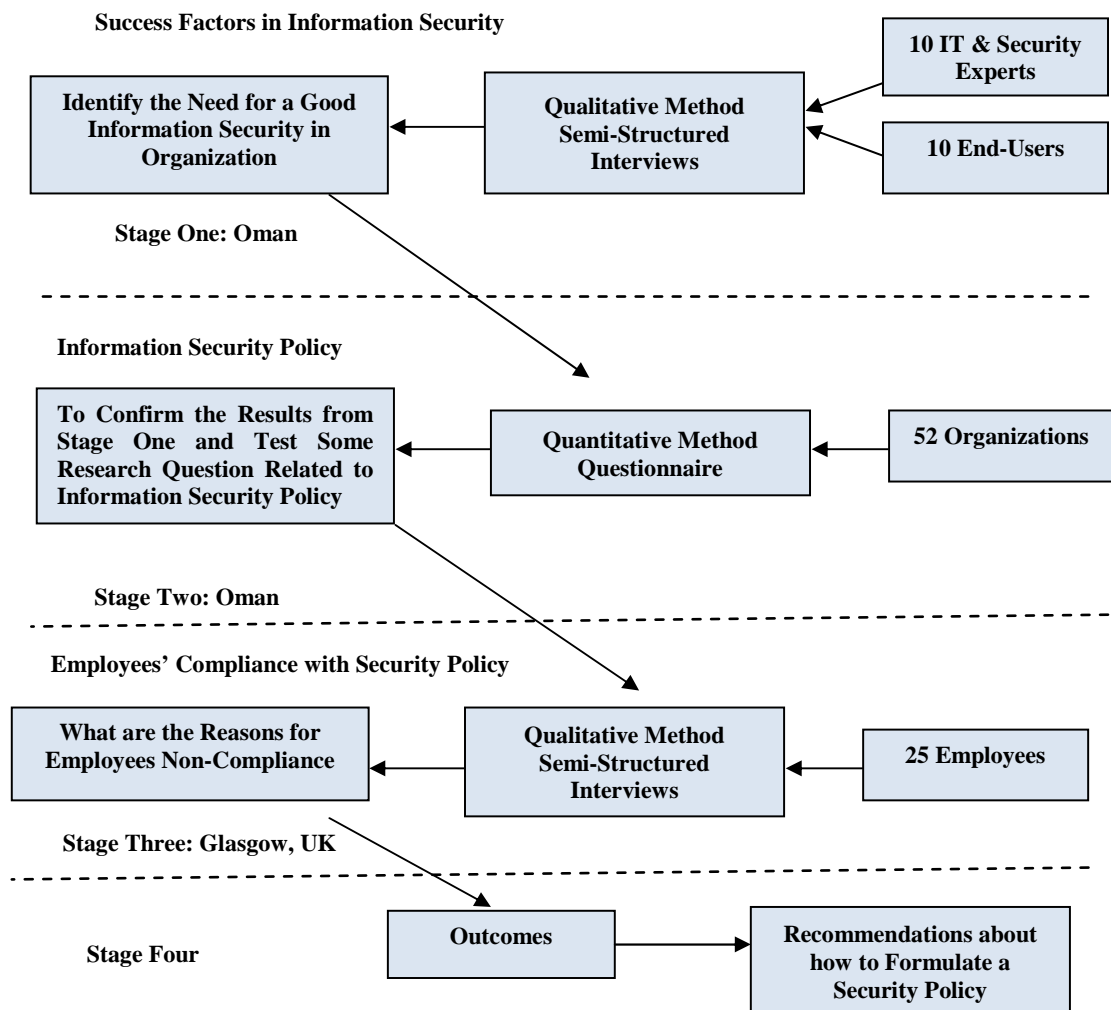 Success Factors in Information Security
10 IT & Security
Experts
Identify the Need for a Good
Information Security in
Organization
Qualitative Method
Semi-Structured
Interviews
10 End-Users
Stage One: Oman
Information Security Policy
To Confirm the Results from
Stage One and Test Some
Research Question Related to
Information Security Policy
Quantitative Method
Questionnaire
52 Organizations
Stage Two: Oman
Employees’ Compliance with Security Policy
What are the Reasons for
Employees Non-Compliance
Qualitative Method
Semi-Structured
Interviews
25 Employees
Stage Three: Glasgow, UK
Stage Four
Outcomes
Recommendations about
how to Formulate a
Security Policy